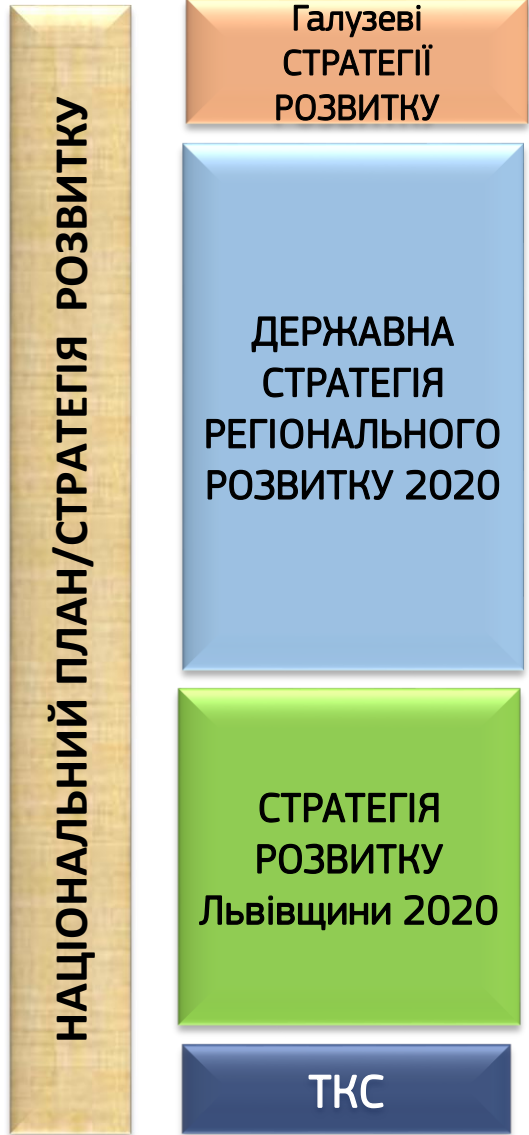 НАЦІОНАЛЬНИЙ ПЛАН/СТРАТЕГІЯ РОЗВИТКУ
Галузеві
СТРАТЕГІЇ
РОЗВИТКУ
ДЕРЖАВНА
СТРАТЕГІЯ
РЕГІОНАЛЬНОГО
РОЗВИТКУ 2020
СТРАТЕГІЯ
РОЗВИТКУ
Львівщини 2020
ТКС